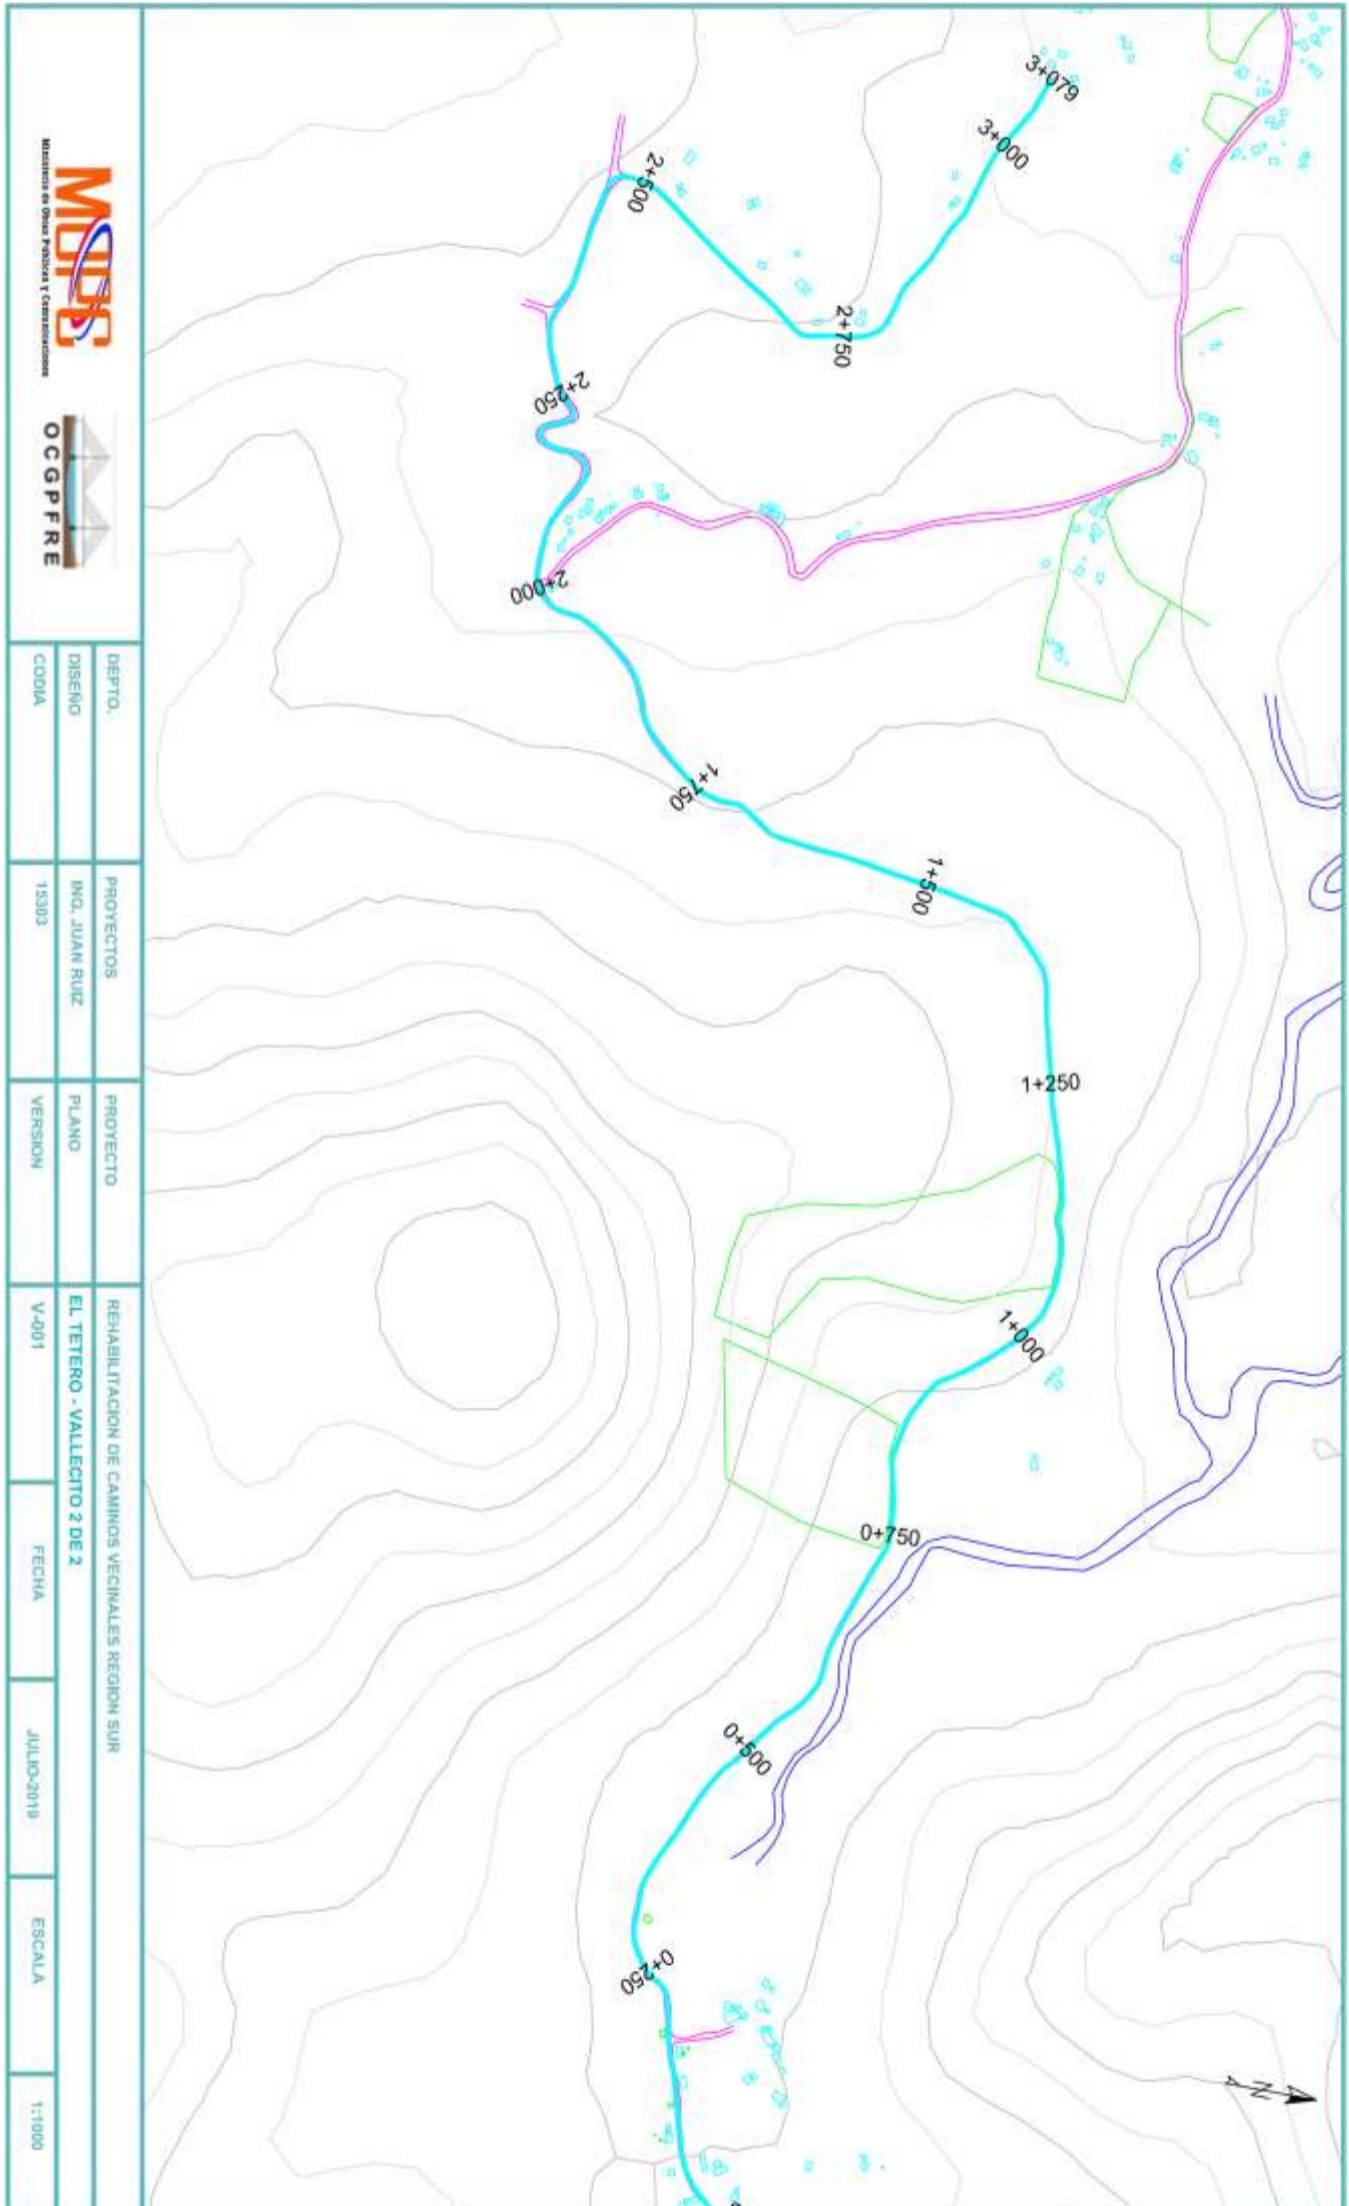 3+079
3+000
2+750
2+500
2+250
2+000
1+750
1+500
1+250
1+000
0+750
0+500
0+250
N
MOPC
Ministerio de Obras Públicas y Comunicaciones
OCGPFRE
DEPTO. PROYECTOS PROYECTO REHABILITACION DE CAMINOS VECINALES REGION SUR
DISEÑO ING. JUAN RUIZ PLANO EL TETERO - VALLECITO 2 DE 2
CODIA 15303 VERSION V-001 FECHA JULIO-2019 ESCALA 1:1000